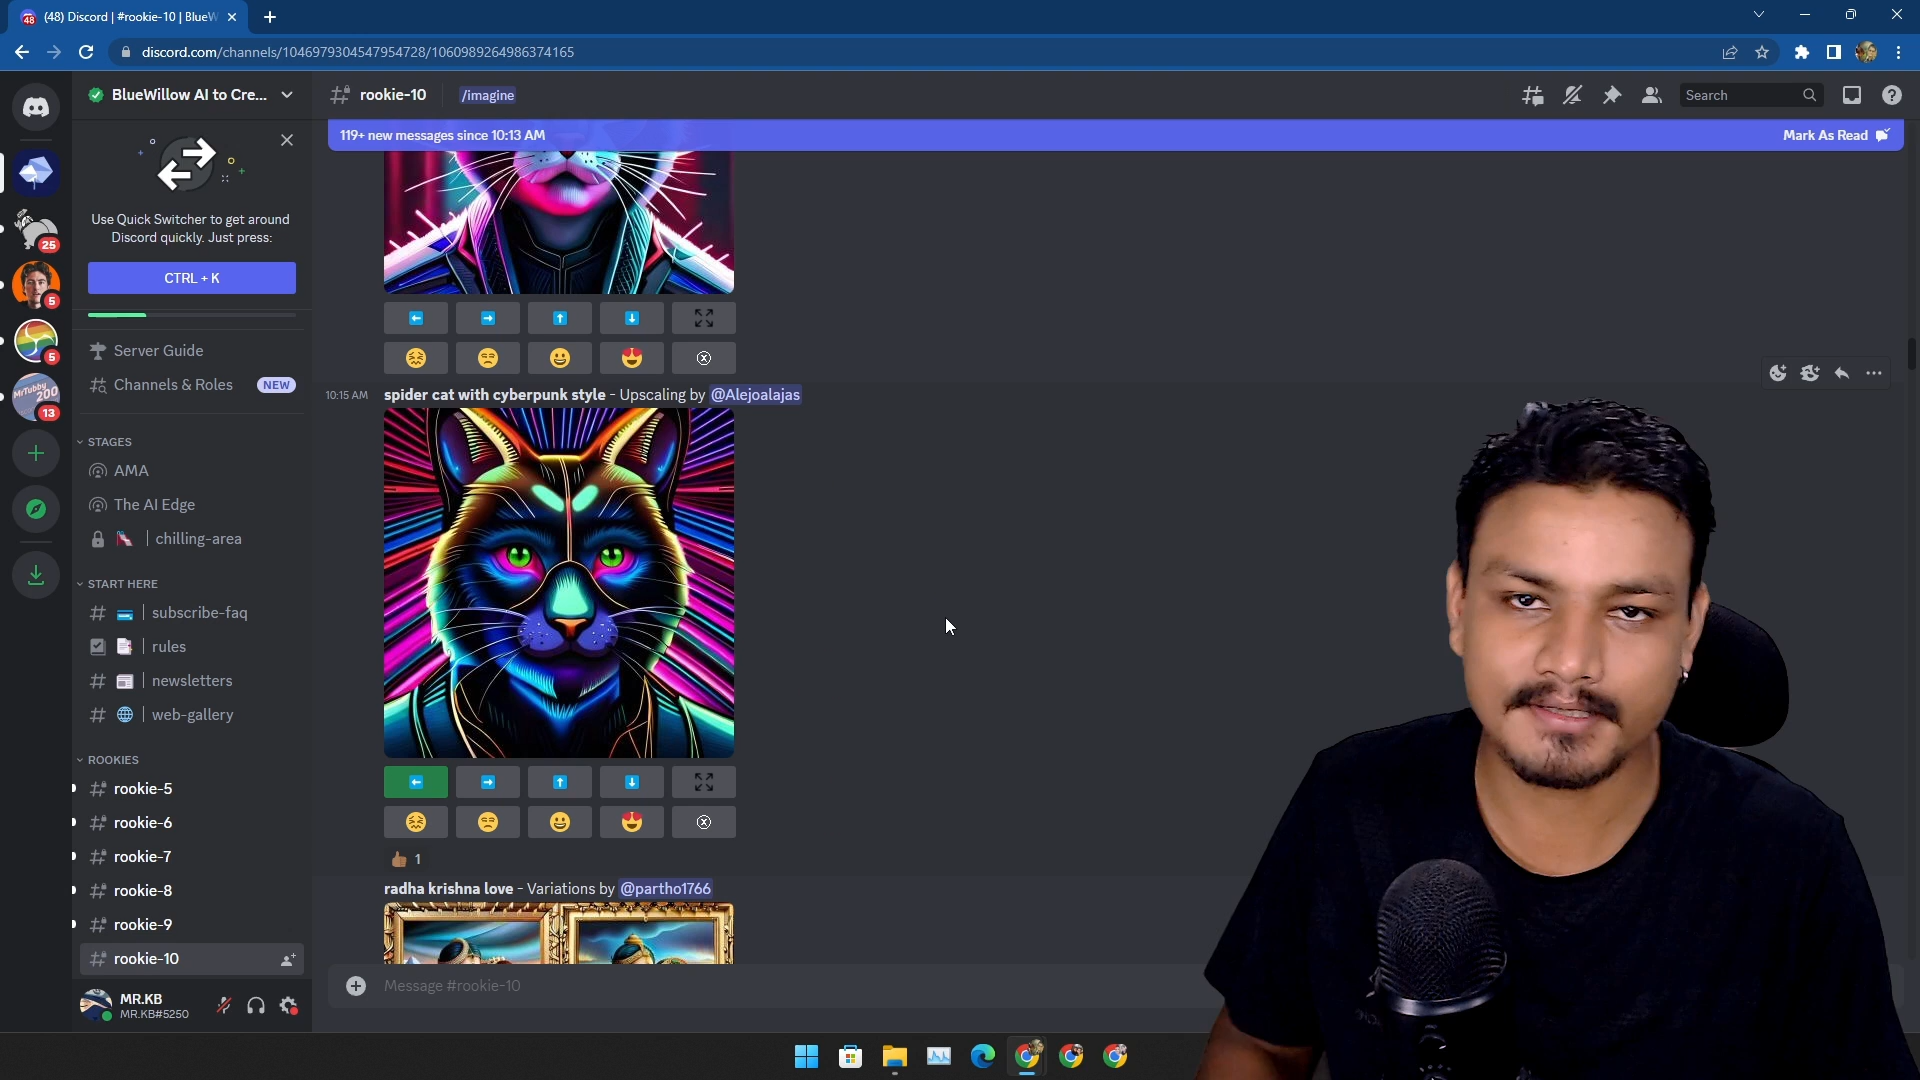 48
(48) Discord | #rookie-10 | BlueW
discord.com/channels/1046979304547954728/1060989264986374165
BlueWillow AI to Cre...
rookie-10
/imagine
Search
119+ new messages since 10:13 AM
Mark As Read
Use Quick Switcher to get around
Discord quickly. Just press:
CTRL + K
25
5
5
MrTubby
200
13
Server Guide
Channels & Roles
NEW
STAGES
AMA
The AI Edge
chilling-area
START HERE
subscribe-faq
rules
newsletters
web-gallery
ROOKIES
rookie-5
rookie-6
rookie-7
rookie-8
rookie-9
rookie-10
MR.KB
MR.KB#5250
10:15 AM
spider cat with cyberpunk style - Upscaling by @Alejoalajas
1
radha krishna love - Variations by @partho1766
Message #rookie-10